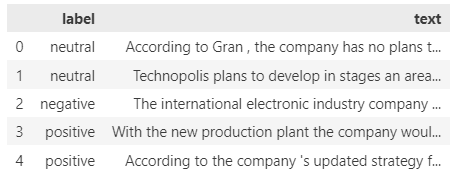 label text
0 neutral According to Gran , the company has no plans t...
1 neutral Technopolis plans to develop in stages an area...
2 negative The international electronic industry company ...
3 positive With the new production plant the company woul...
4 positive According to the company 's updated strategy f...